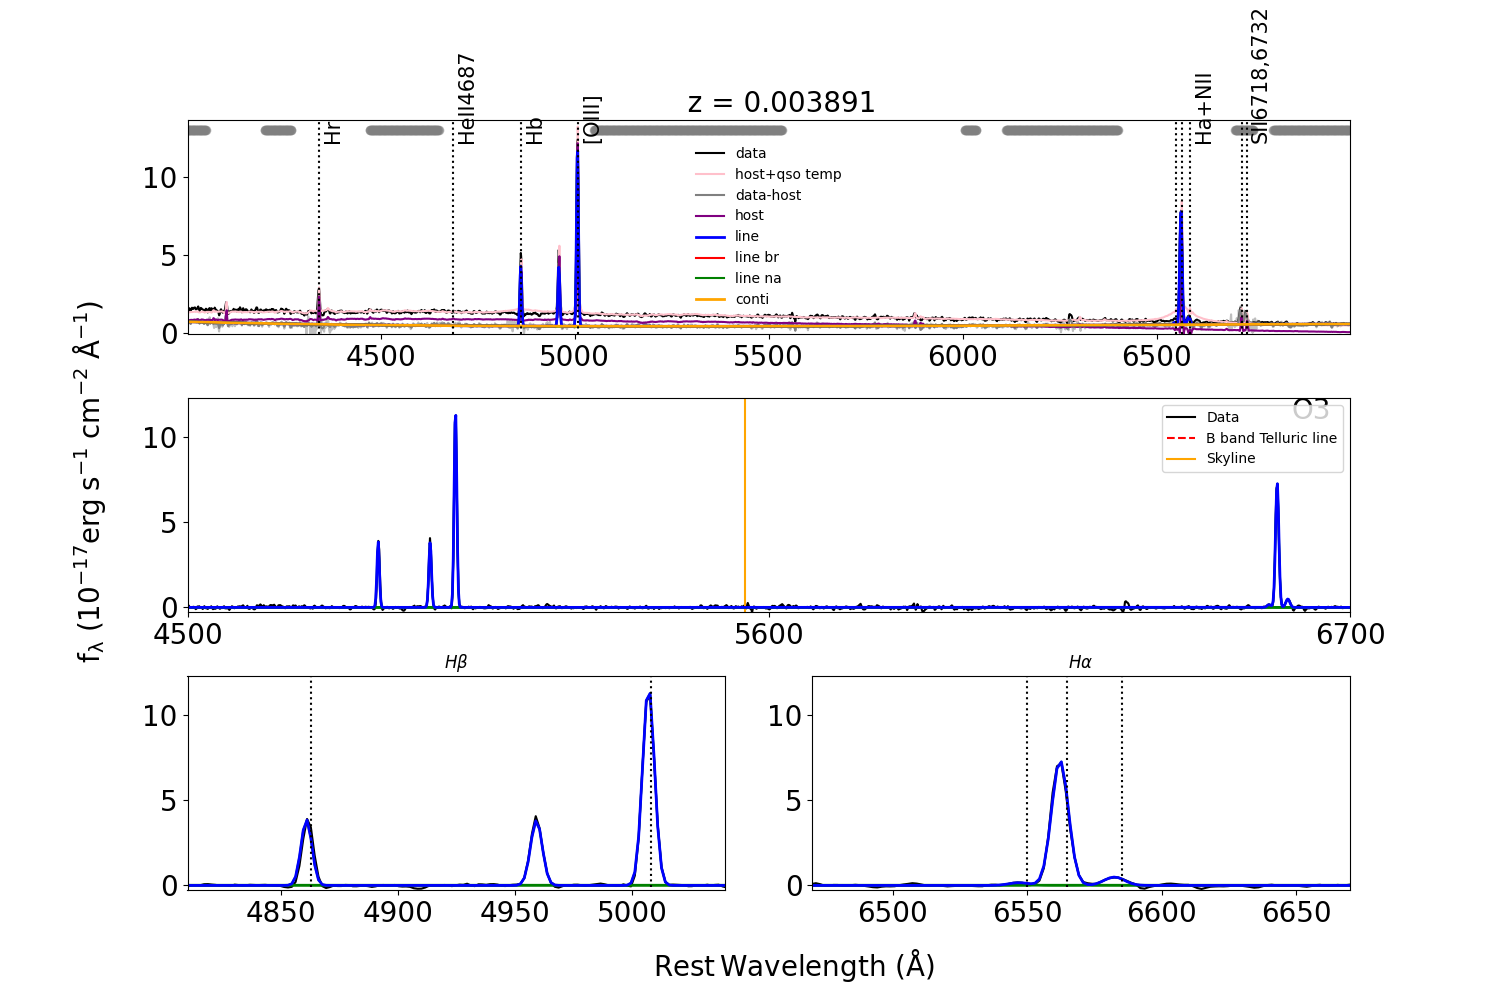 z = 0.003891
Hr
HeII4687
Hb
[OIII]
Ha+NII
SII6718,6732
data
host+qso temp
data-host
host
line
line br
line na
conti
10
5
0
4500
5000
5500
6000
6500
O3
Data
B band Telluric line
Skyline
10
5
0
4500
5600
6700
fλ (10⁻¹⁷erg s⁻¹ cm⁻² Å⁻¹)
Hβ
10
5
0
4850
4900
4950
5000
Hα
10
5
0
6500
6550
6600
6650
Rest Wavelength (Å)